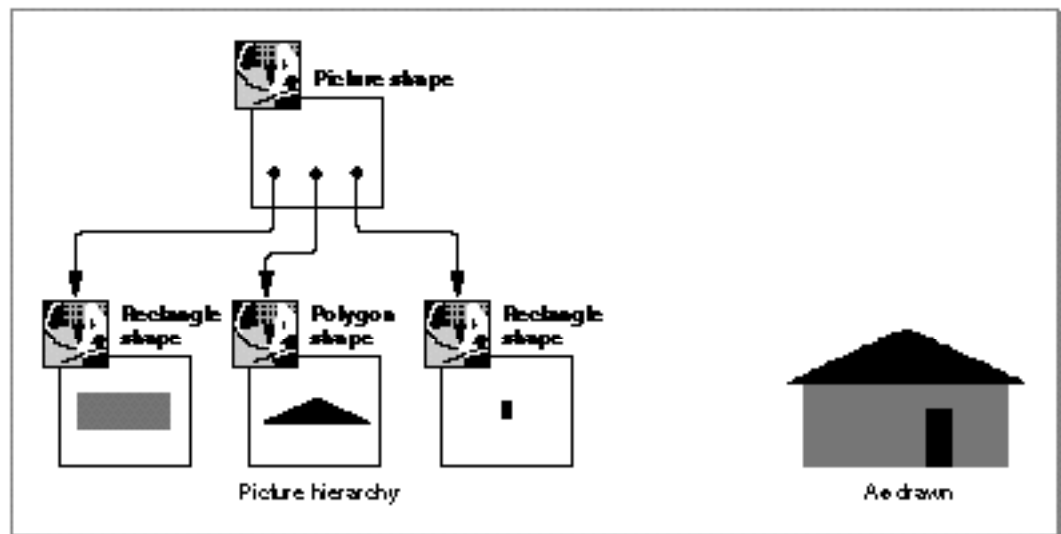 Picture shape
Rectangle
shape
Polygon
shape
Rectangle
shape
Picture hierarchy
As drawn